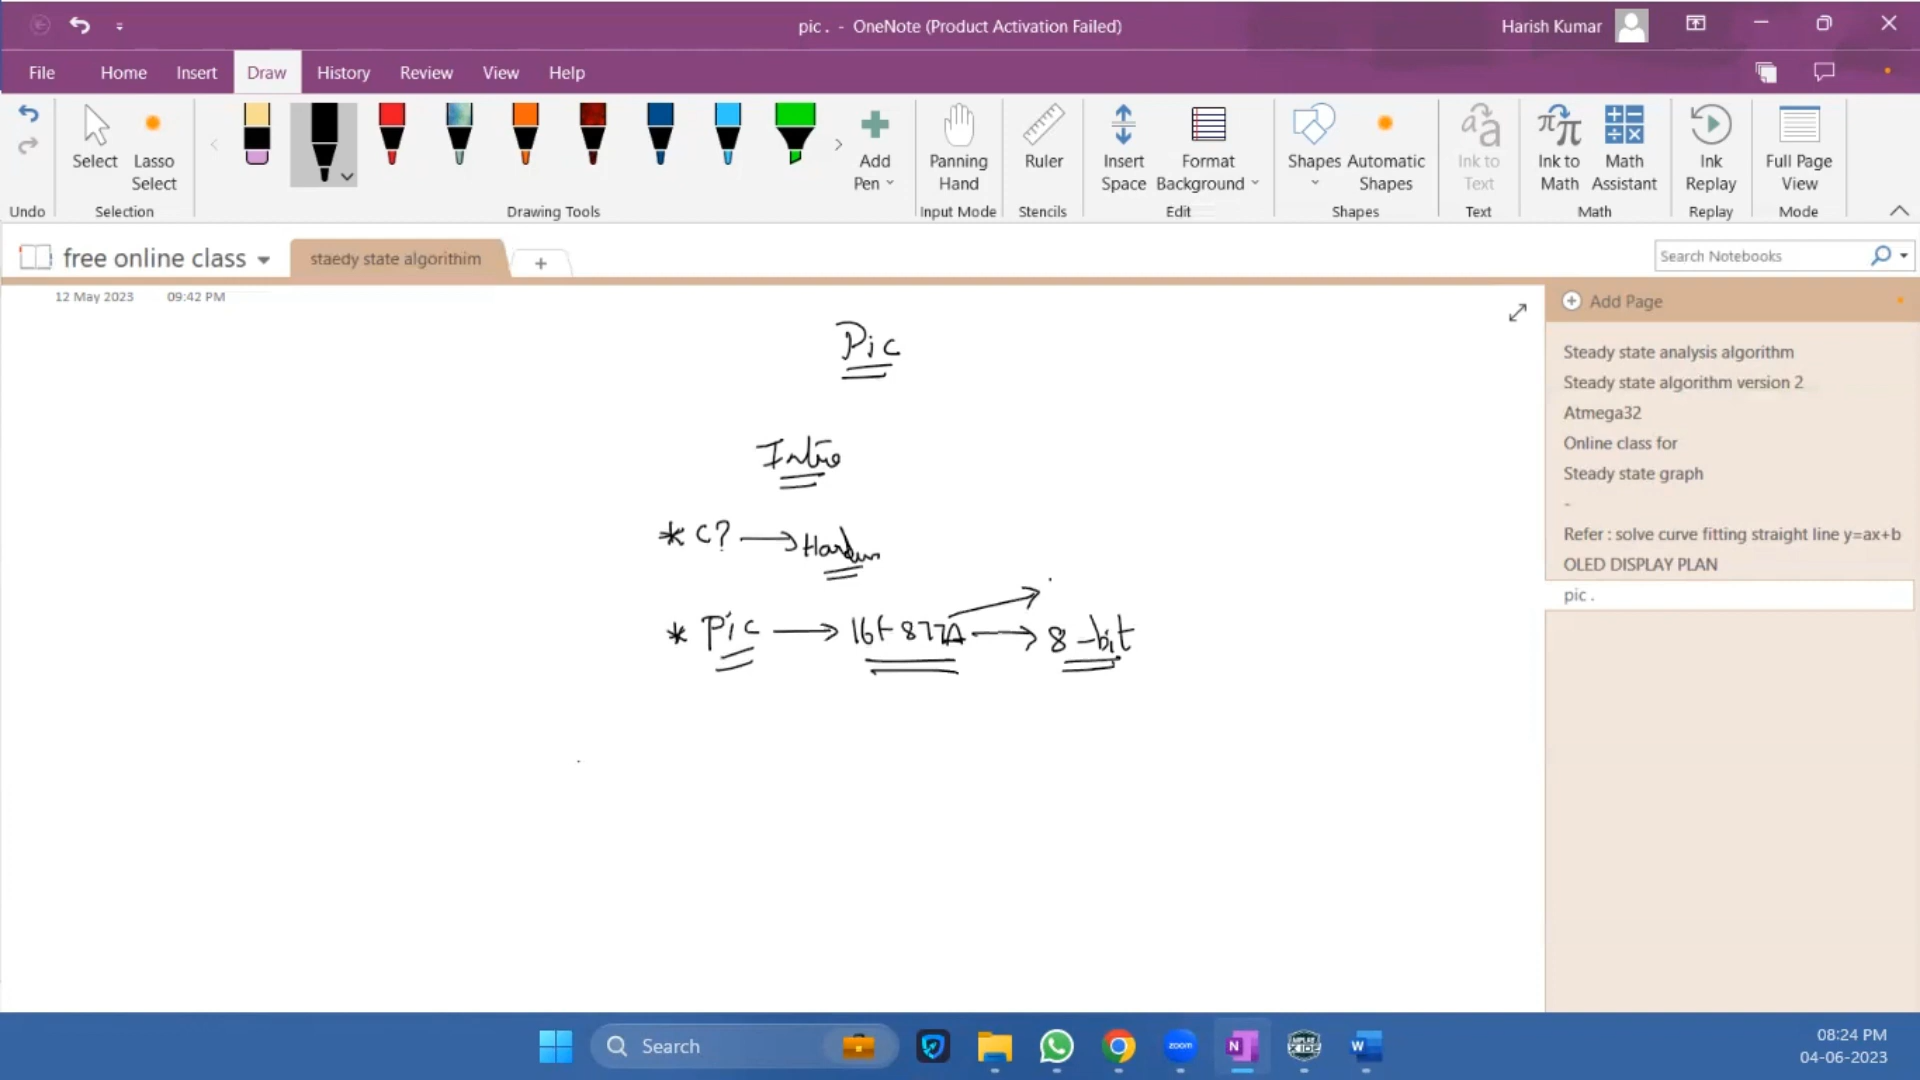 pic . - OneNote (Product Activation Failed)
Harish Kumar
File Home Insert Draw History Review View Help
Select
Lasso Select
Add Pen
Panning Hand
Ruler
Insert Space
Format Background
Shapes
Automatic Shapes
Ink to Text
Ink to Math
Math Assistant
Ink Replay
Full Page View
Undo Selection Drawing Tools Input Mode Stencils Edit Shapes Text Math Replay Mode
free online class
staedy state algorithim
Search Notebooks
12 May 2023 09:42 PM
Add Page
Steady state analysis algorithm
Steady state algorithm version 2
Atmega32
Online class for
Steady state graph
-
Refer : solve curve fitting straight line y=ax+b
OLED DISPLAY PLAN
pic .
Pic
Intro
* C?
* Pic → 16F877A → 8-bit
Search
zoom
08:24 PM
04-06-2023